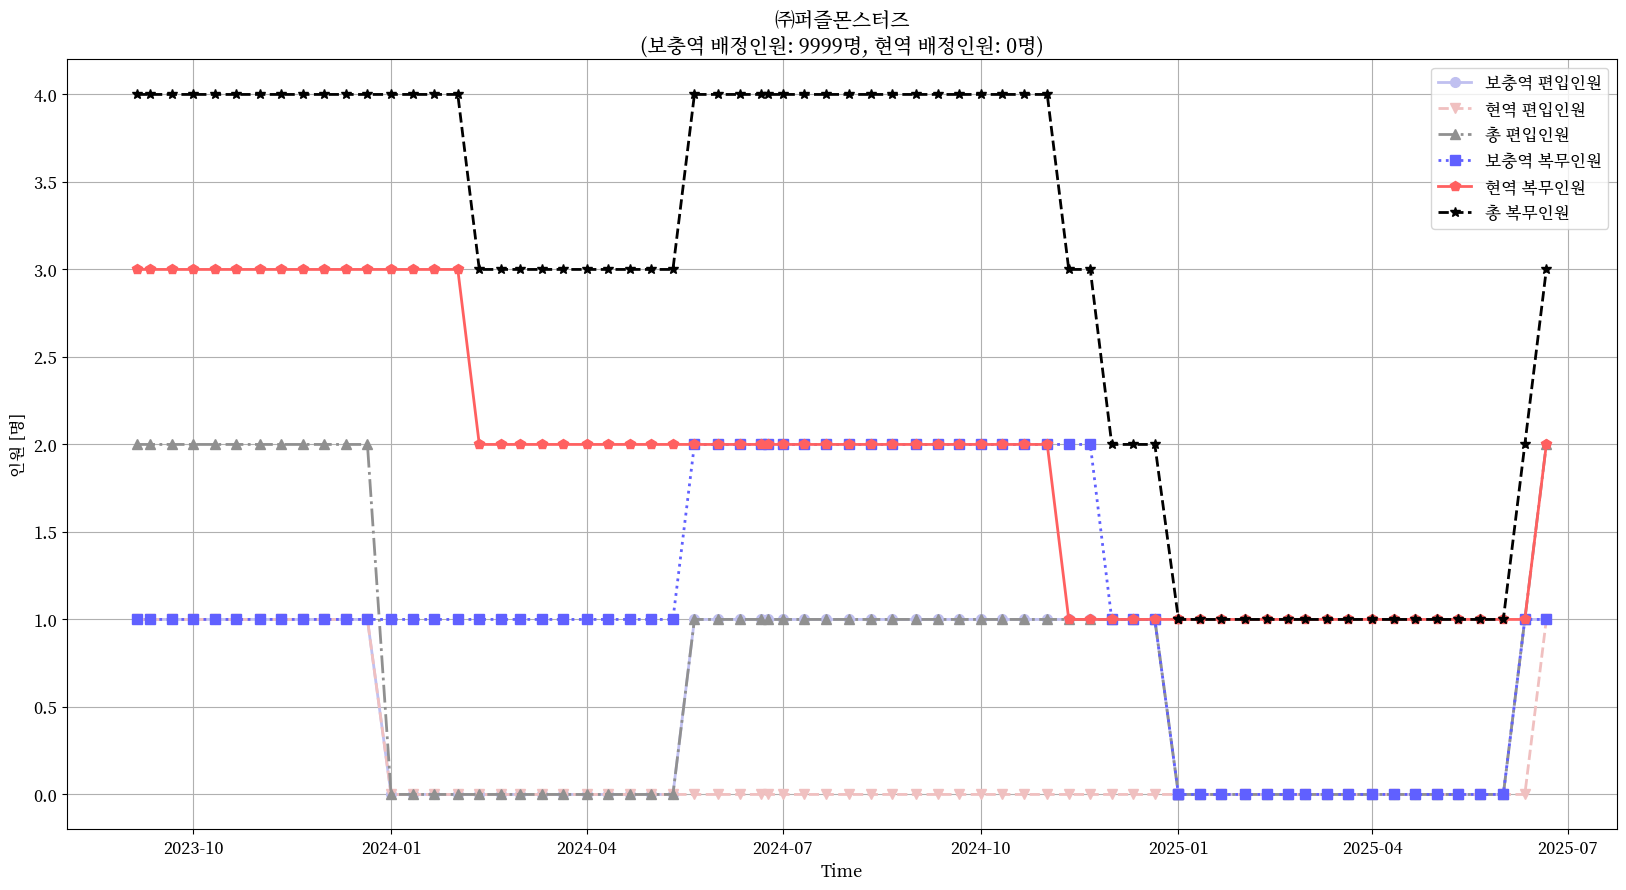 ㈜퍼즐몬스터즈
(보충역 배정인원: 9999명, 현역 배정인원: 0명)
보충역 편입인원
현역 편입인원
총 편입인원
보충역 복무인원
현역 복무인원
총 복무인원
4.0
3.5
3.0
2.5
2.0
1.5
1.0
0.5
0.0
인원 [명]
2023-10
2024-01
2024-04
2024-07
2024-10
2025-01
2025-04
2025-07
Time